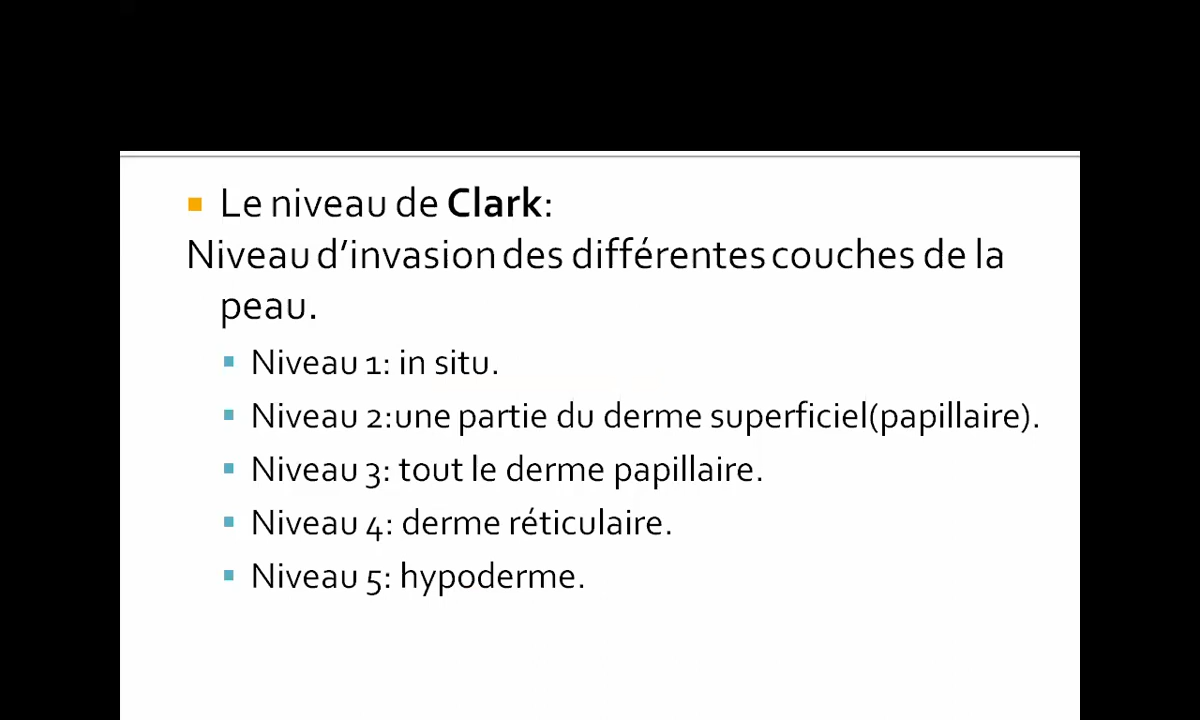 Le niveau de Clark:
Niveau d’invasion des différentes couches de la
peau.
Niveau 1: in situ.
Niveau 2:une partie du derme superficiel(papillaire).
Niveau 3: tout le derme papillaire.
Niveau 4: derme réticulaire.
Niveau 5: hypoderme.